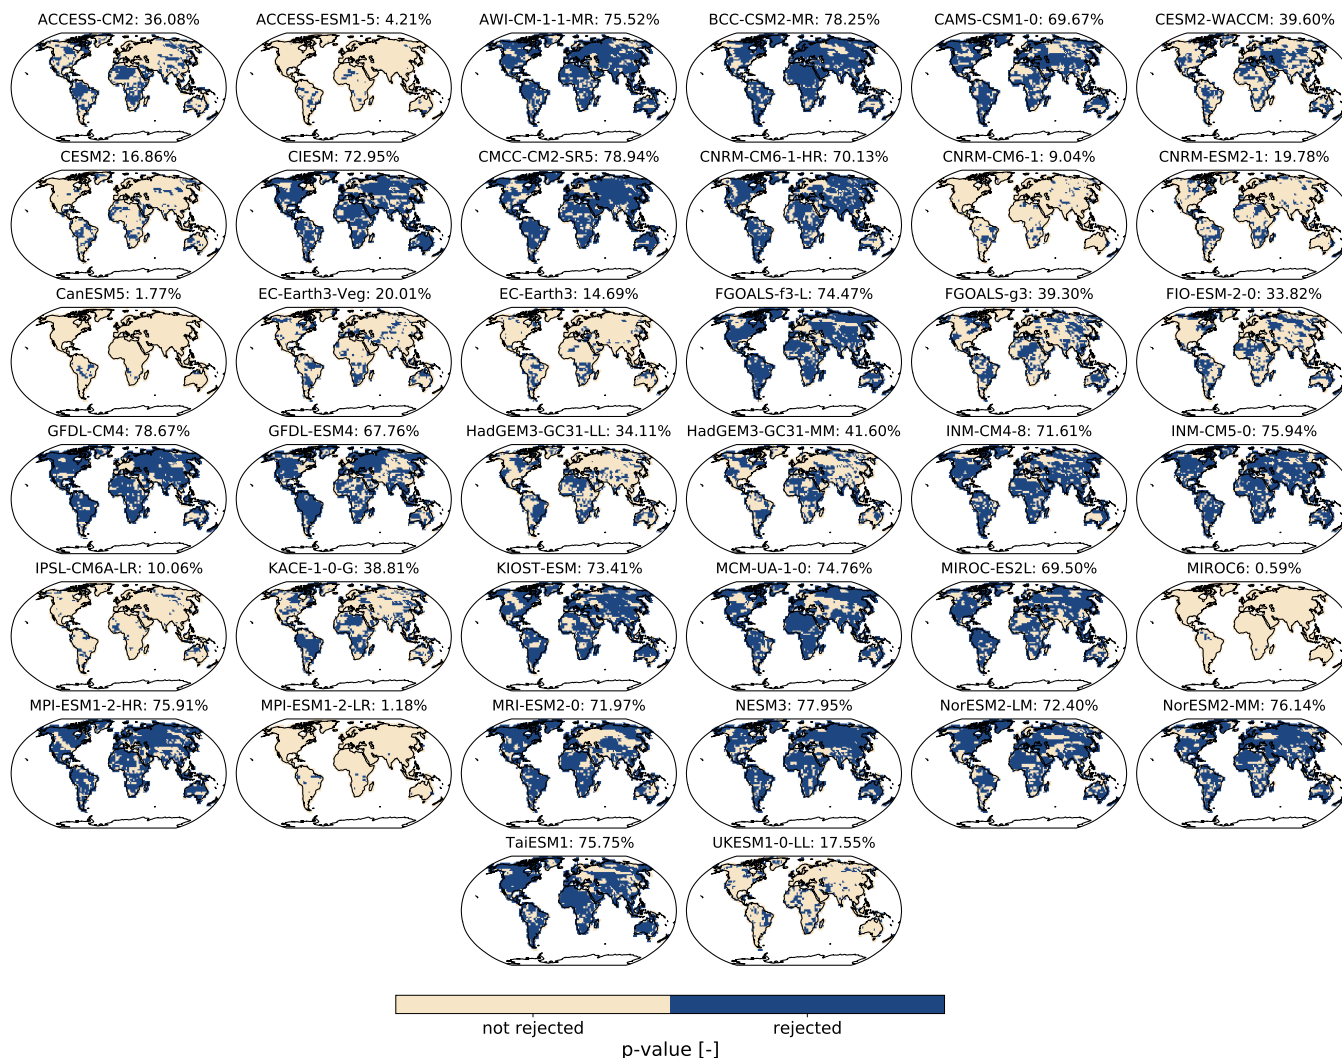 ACCESS-CM2: 36.08%
ACCESS-ESM1-5: 4.21%
AWI-CM-1-1-MR: 75.52%
BCC-CSM2-MR: 78.25%
CAMS-CSM1-0: 69.67%
CESM2-WACCM: 39.60%
CESM2: 16.86%
CIESM: 72.95%
CMCC-CM2-SR5: 78.94%
CNRM-CM6-1-HR: 70.13%
CNRM-CM6-1: 9.04%
CNRM-ESM2-1: 19.78%
CanESM5: 1.77%
EC-Earth3-Veg: 20.01%
EC-Earth3: 14.69%
FGOALS-f3-L: 74.47%
FGOALS-g3: 39.30%
FIO-ESM-2-0: 33.82%
GFDL-CM4: 78.67%
GFDL-ESM4: 67.76%
HadGEM3-GC31-LL: 34.11%
HadGEM3-GC31-MM: 41.60%
INM-CM4-8: 71.61%
INM-CM5-0: 75.94%
IPSL-CM6A-LR: 10.06%
KACE-1-0-G: 38.81%
KIOST-ESM: 73.41%
MCM-UA-1-0: 74.76%
MIROC-ES2L: 69.50%
MIROC6: 0.59%
MPI-ESM1-2-HR: 75.91%
MPI-ESM1-2-LR: 1.18%
MRI-ESM2-0: 71.97%
NESM3: 77.95%
NorESM2-LM: 72.40%
NorESM2-MM: 76.14%
TaiESM1: 75.75%
UKESM1-0-LL: 17.55%
not rejected
rejected
p-value [-]